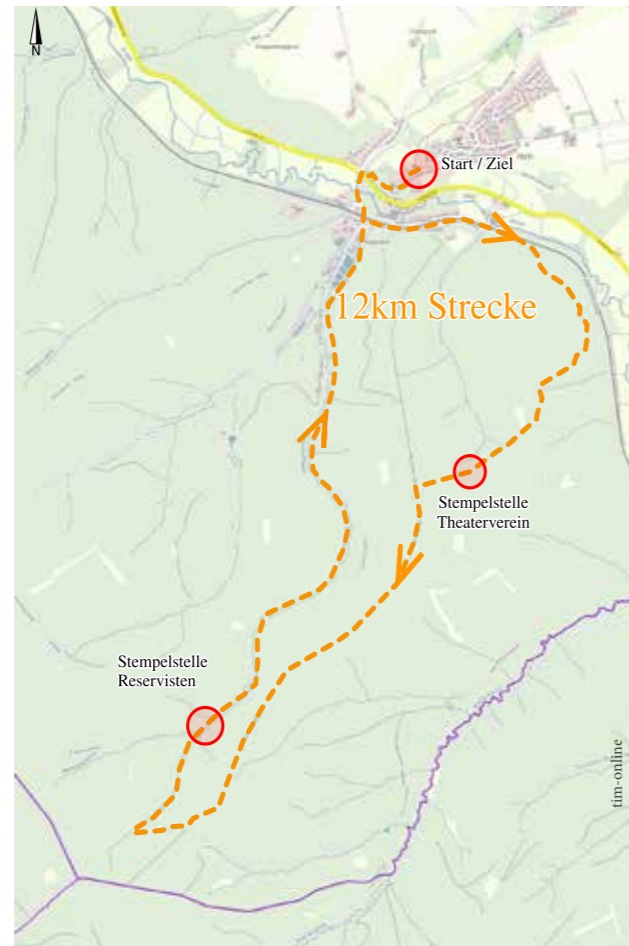 N
Start / Ziel
12km Strecke
Stempelstelle
Theaterverein
Stempelstelle
Reservisten
tim-online